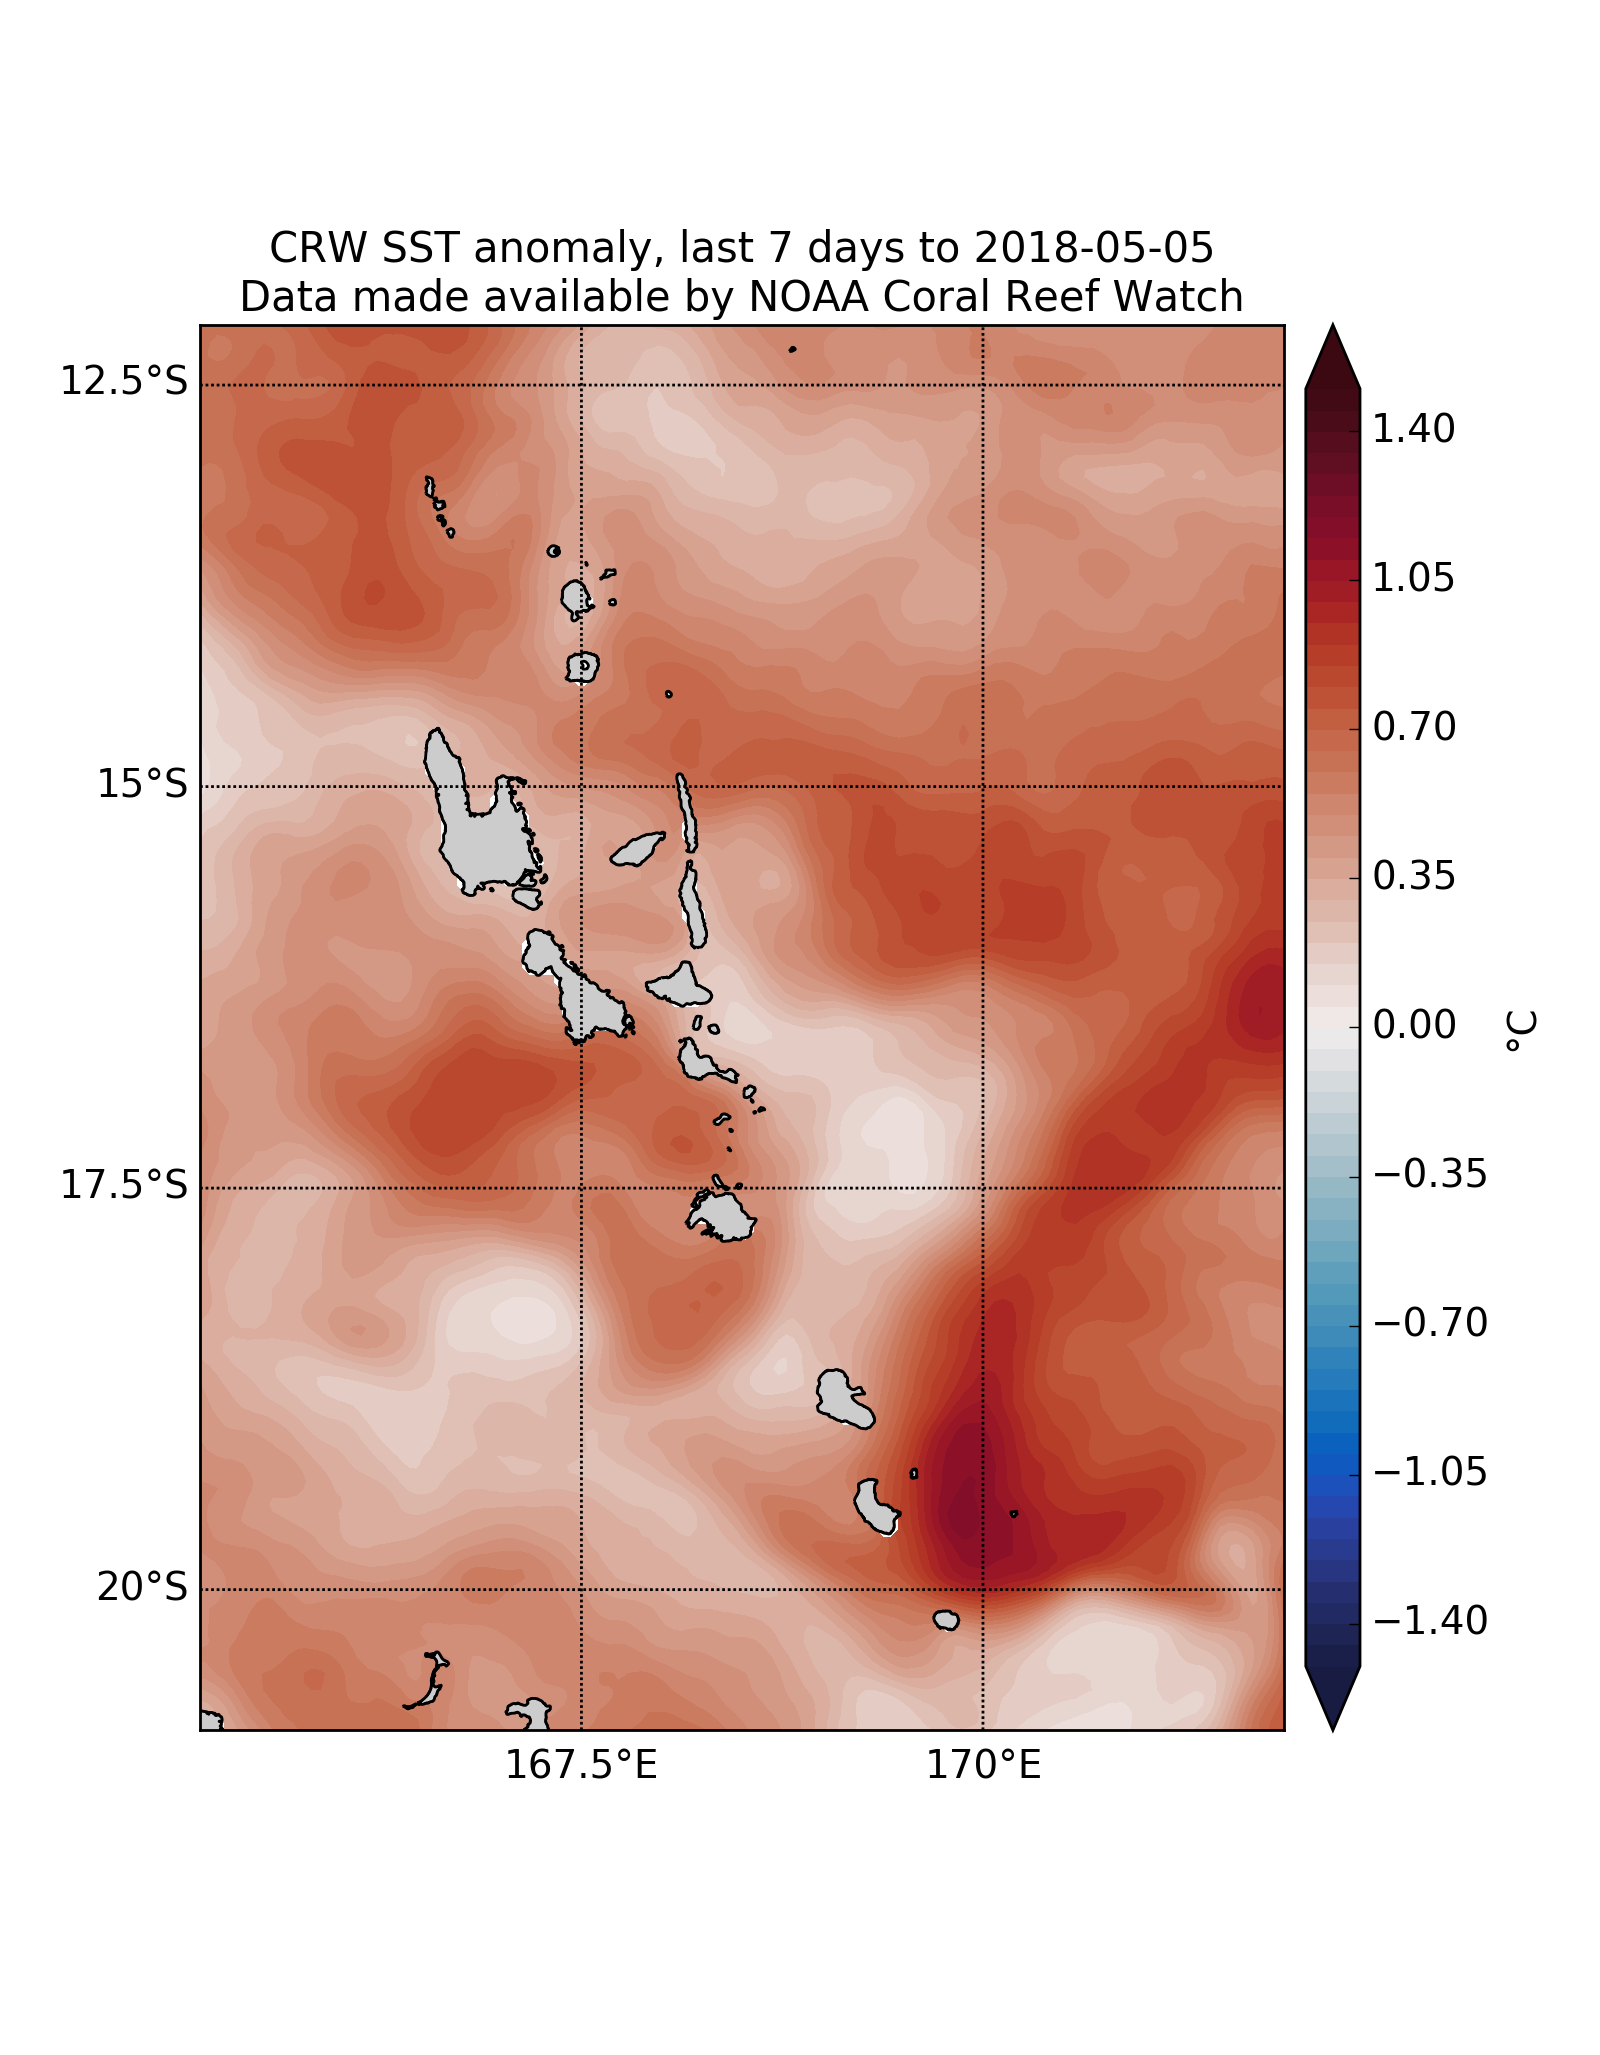 CRW SST anomaly, last 7 days to 2018-05-05
Data made available by NOAA Coral Reef Watch
12.5°S
15°S
17.5°S
20°S
167.5°E
170°E
1.40
1.05
0.70
0.35
0.00
−0.35
−0.70
−1.05
−1.40
°C